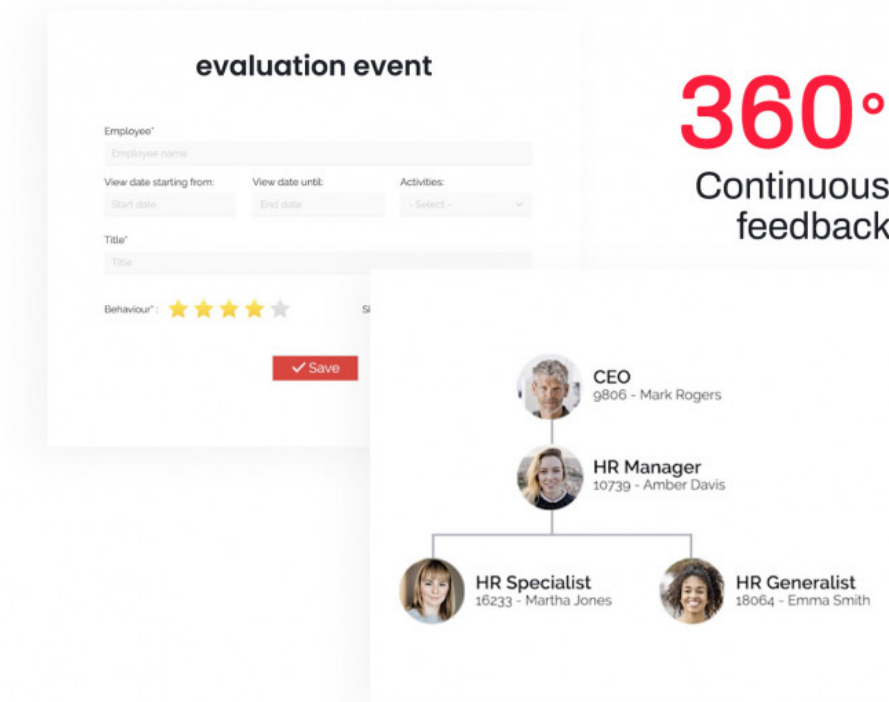 evaluation event
360°
Continuous
feedback
Employee*
Employee name
View date starting from: View date until: Activities:
Start date End date - Select -
Title*
Title
Behaviour* :
Save
CEO
9806 - Mark Rogers
HR Manager
10739 - Amber Davis
HR Specialist HR Generalist
16233 - Martha Jones 18064 - Emma Smith